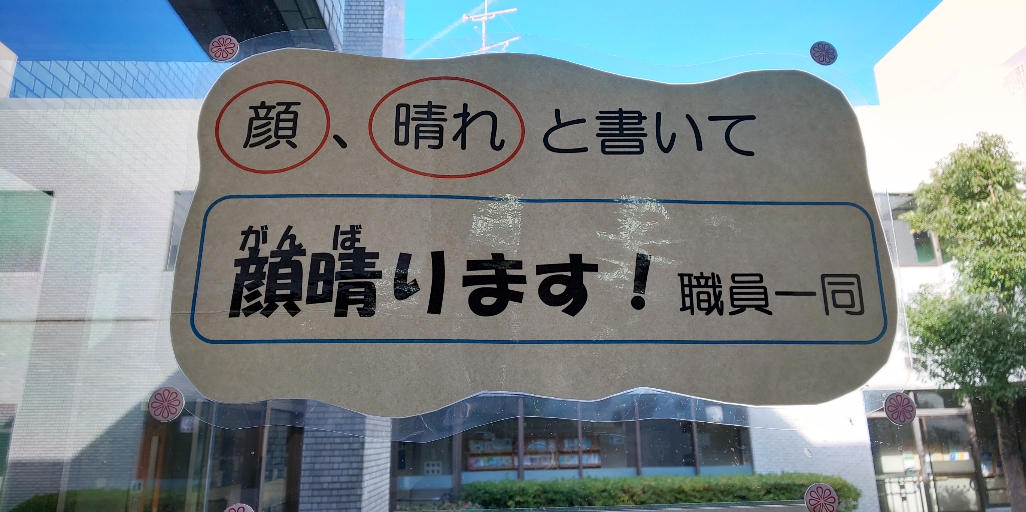 顔、晴れと書いて
がんば
顔晴ります！職員一同